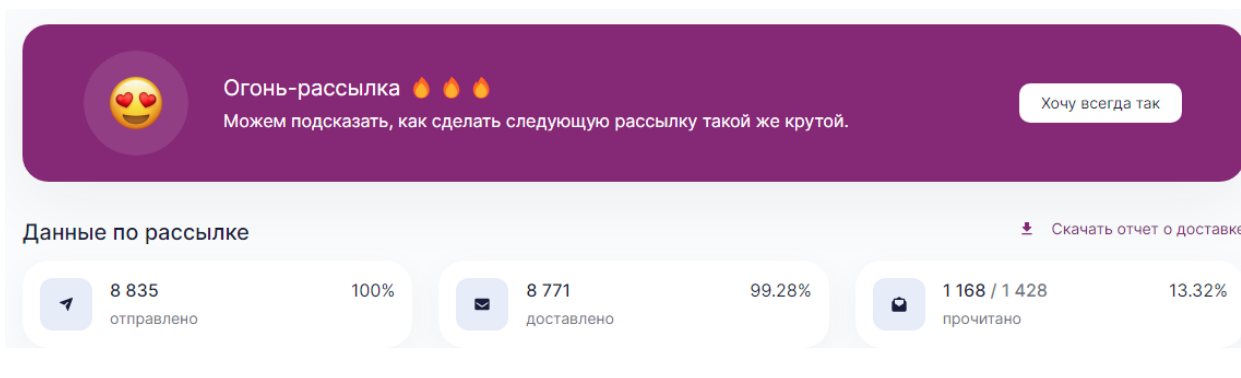 Огонь-рассылка 🔥 🔥 🔥
Можем подсказать, как сделать следующую рассылку такой же крутой.
Хочу всегда так
Данные по рассылке
Скачать отчет о доставке
8 835
100%
отправлено
8 771
99.28%
доставлено
1 168 / 1 428
13.32%
прочитано